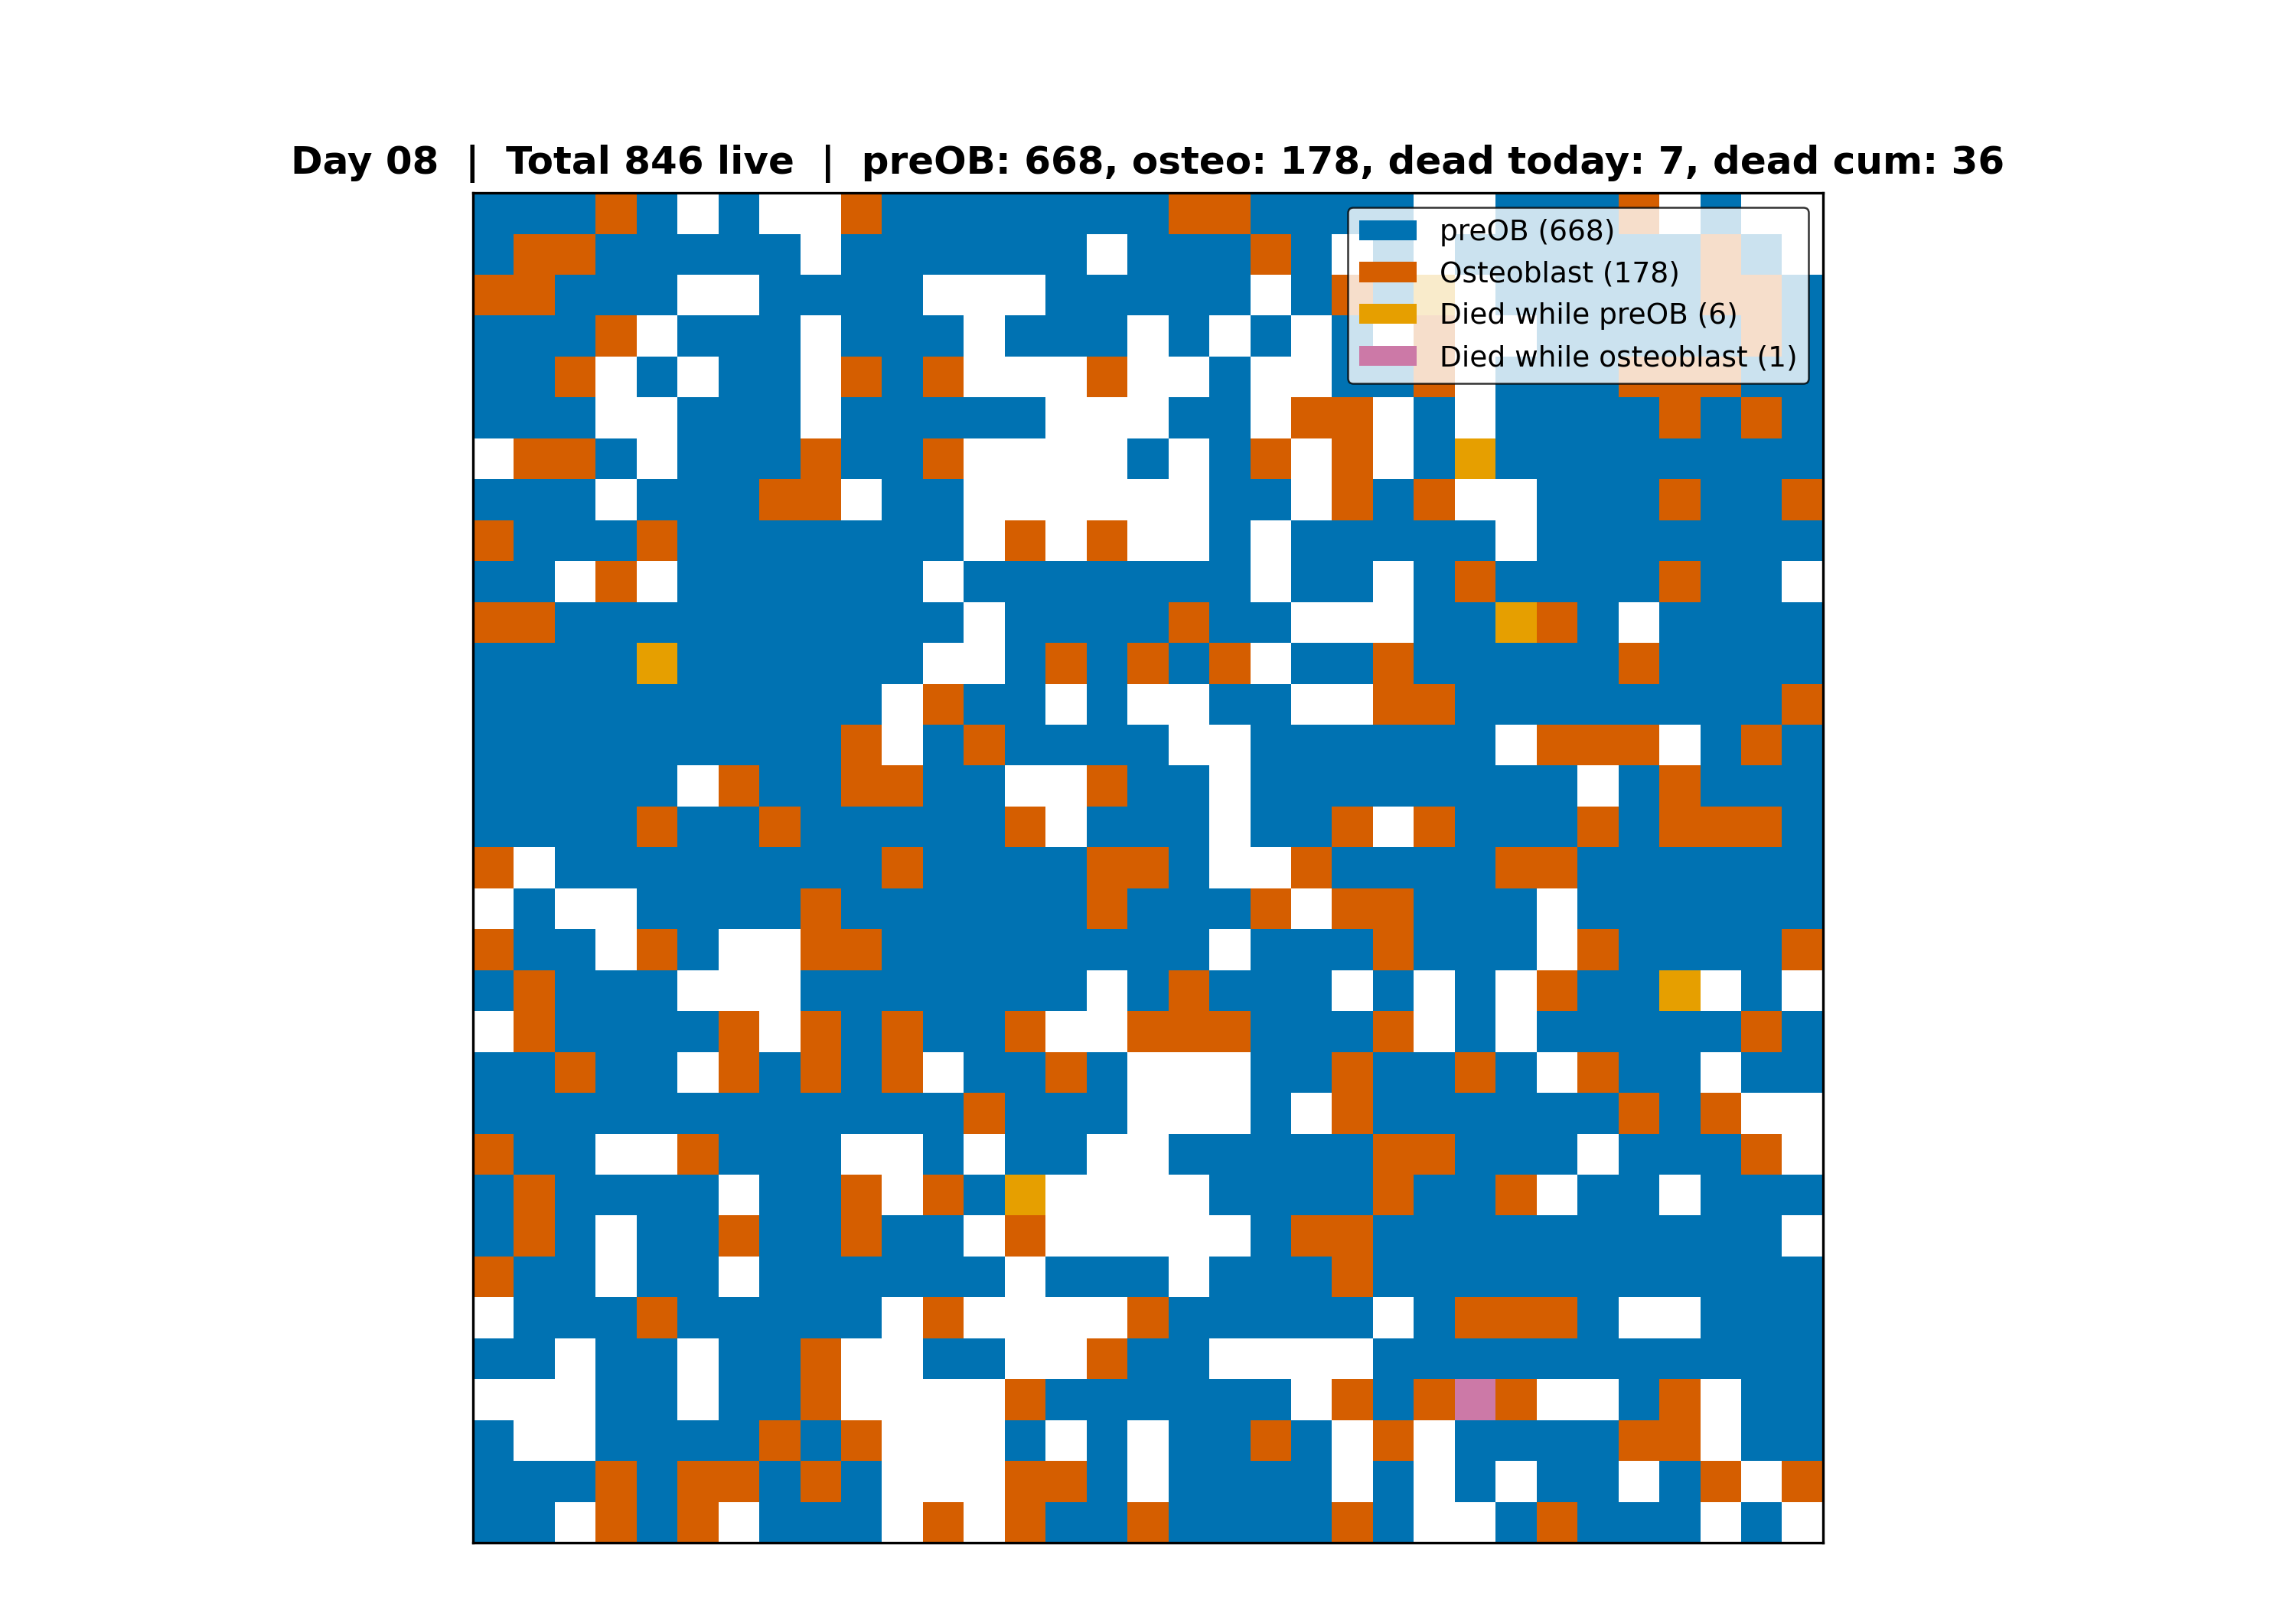 Day 08 | Total 846 live | preOB: 668, osteo: 178, dead today: 7, dead cum: 36
preOB (668)
Osteoblast (178)
Died while preOB (6)
Died while osteoblast (1)